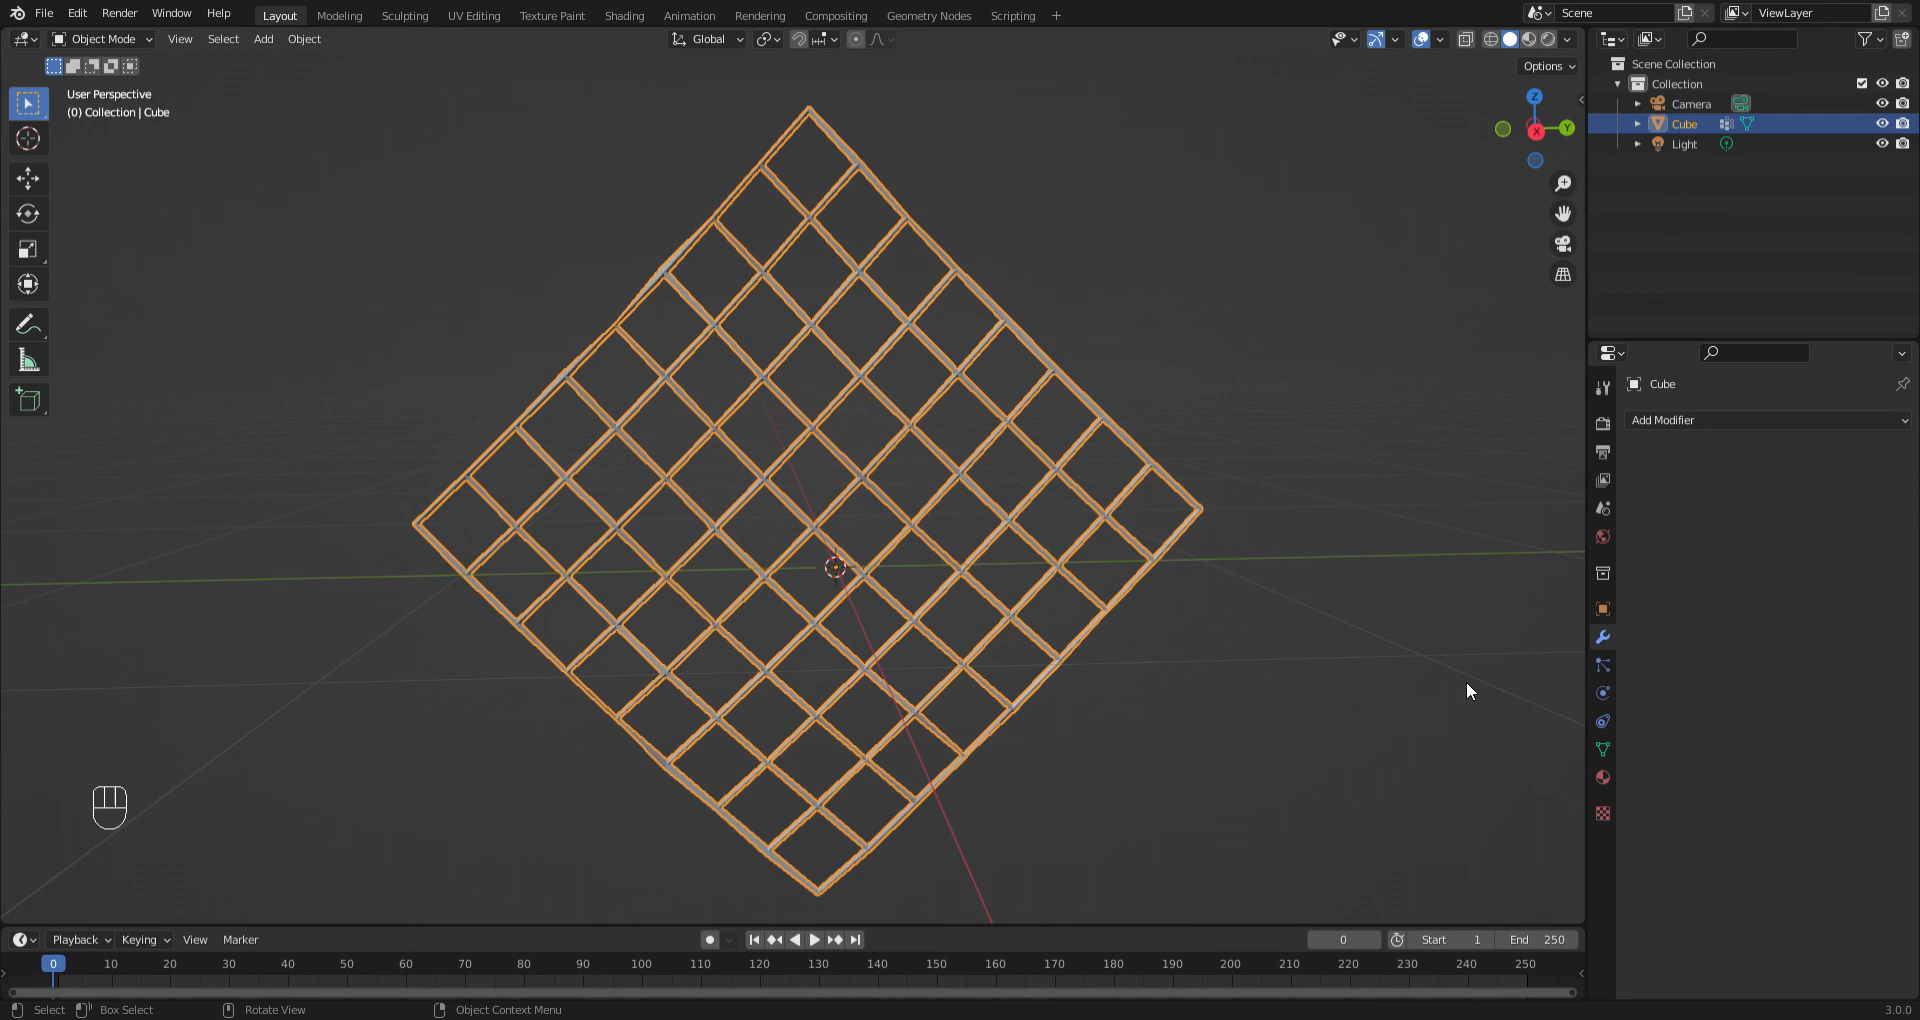 File Edit Render Window Help Layout Modeling Sculpting UV Editing Texture Paint Shading Animation Rendering Compositing Geometry Nodes Scripting + Scene ViewLayer
Object Mode View Select Add Object Global
Options
User Perspective
(0) Collection | Cube
Z
Y
X
Scene Collection
Collection
Camera
Cube
Light
Cube
Add Modifier
Playback Keying View Marker 0 Start 1 End 250
0 10 20 30 40 50 60 70 80 90 100 110 120 130 140 150 160 170 180 190 200 210 220 230 240 250
Select Box Select Rotate View Object Context Menu 3.0.0